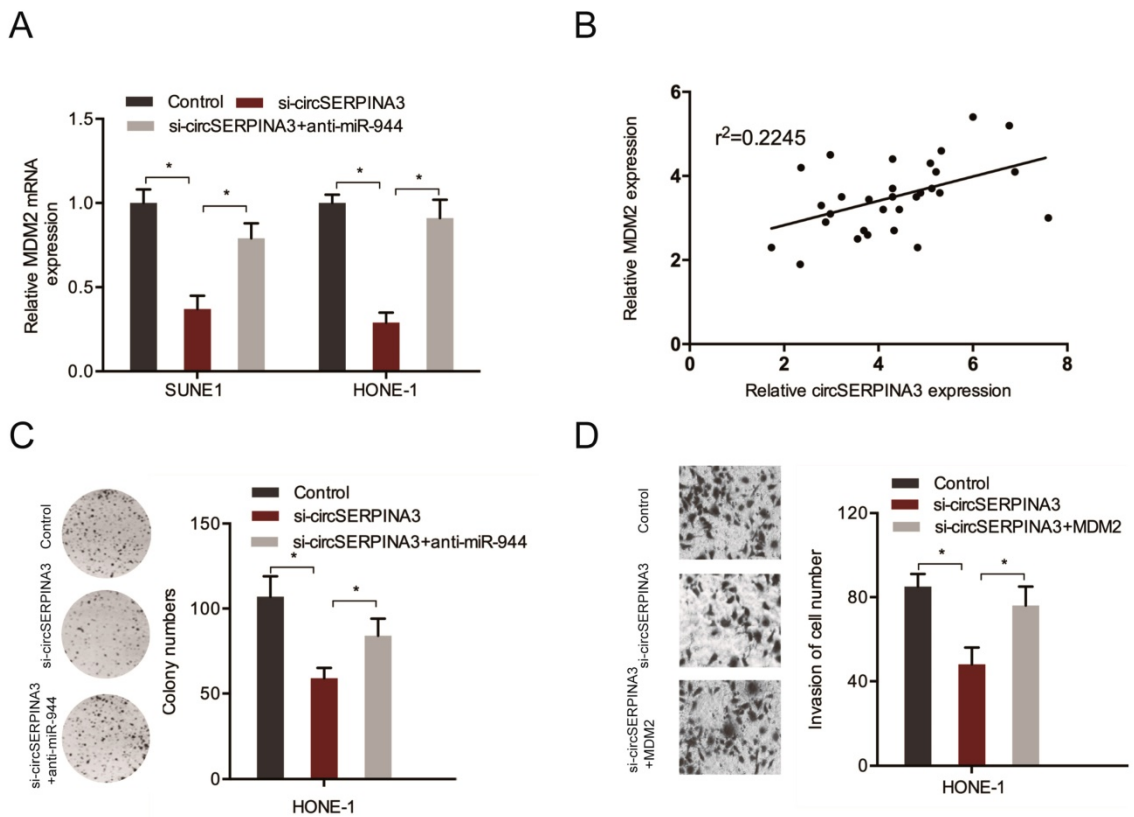 A
Control
si-circSERPINA3
si-circSERPINA3+anti-miR-944
Relative MDM2 mRNA
expression
1.5
1.0
0.5
0.0
*
*
*
*
SUNE1
HONE-1
B
r²=0.2245
Relative MDM2 expression
6
4
2
0
2
4
6
8
Relative circSERPINA3 expression
C
Control
si-circSERPINA3
si-circSERPINA3
+anti-miR-944
Control
si-circSERPINA3
si-circSERPINA3+anti-miR-944
Colony numbers
150
100
50
0
*
*
HONE-1
D
Control
si-circSERPINA3
si-circSERPINA3
+MDM2
Control
si-circSERPINA3
si-circSERPINA3+MDM2
Invasion of cell number
120
80
40
0
*
*
HONE-1